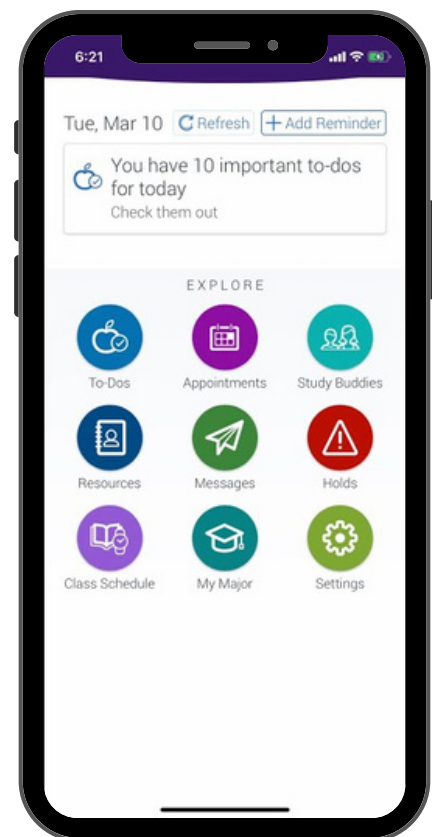 6:21
Tue, Mar 10 Refresh + Add Reminder
You have 10 important to-dos
for today
Check them out
EXPLORE
To-Dos Appointments Study Buddies
Resources Messages Holds
Class Schedule My Major Settings